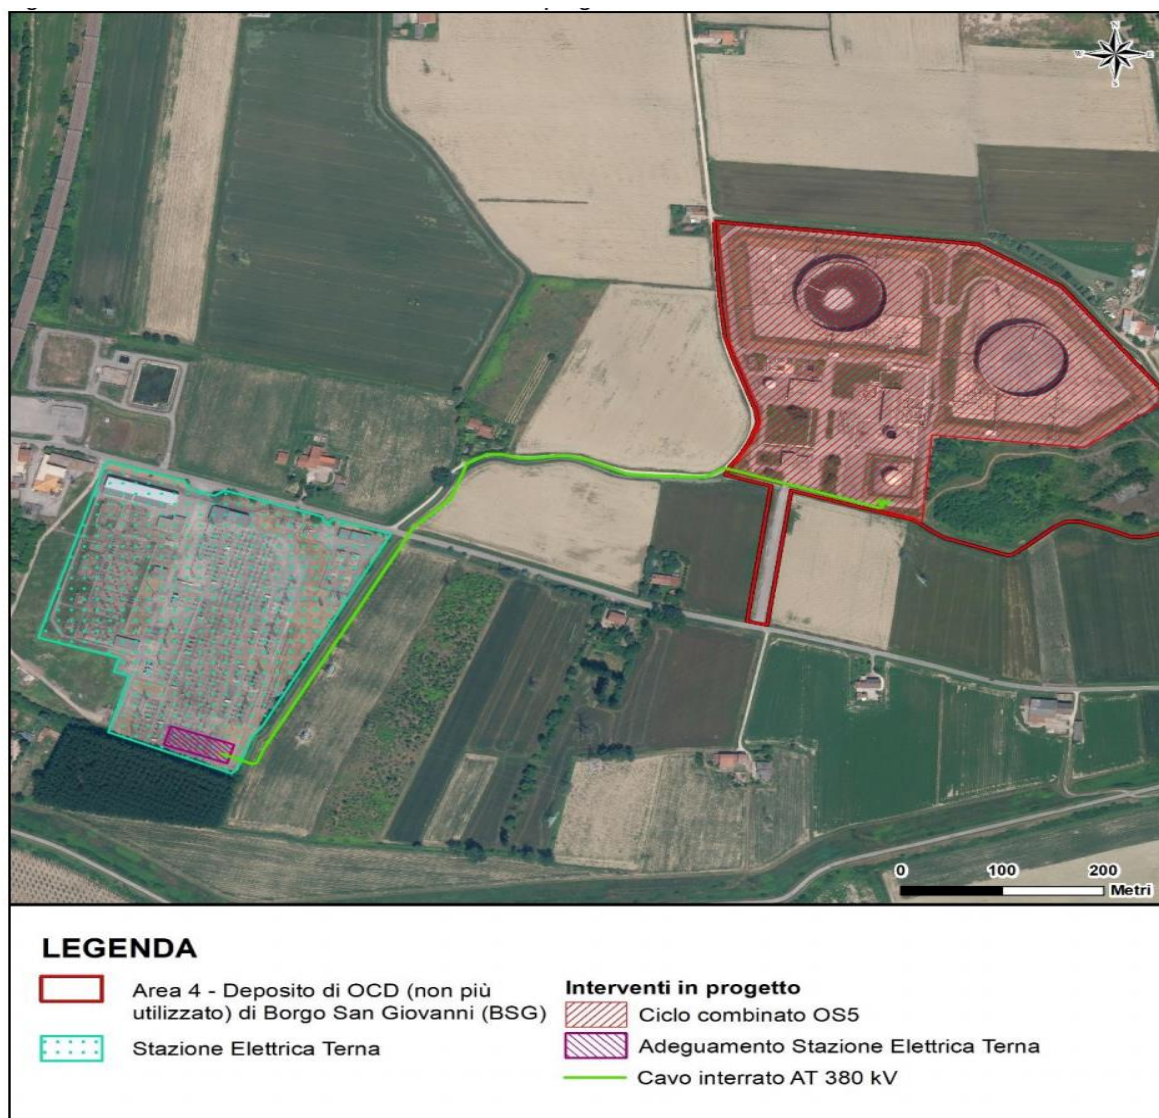 N
W E
S
0 100 200
Metri
LEGENDA
Area 4 - Deposito di OCD (non più
utilizzato) di Borgo San Giovanni (BSG)
Stazione Elettrica Terna
Interventi in progetto
Ciclo combinato OS5
Adeguamento Stazione Elettrica Terna
Cavo interrato AT 380 kV